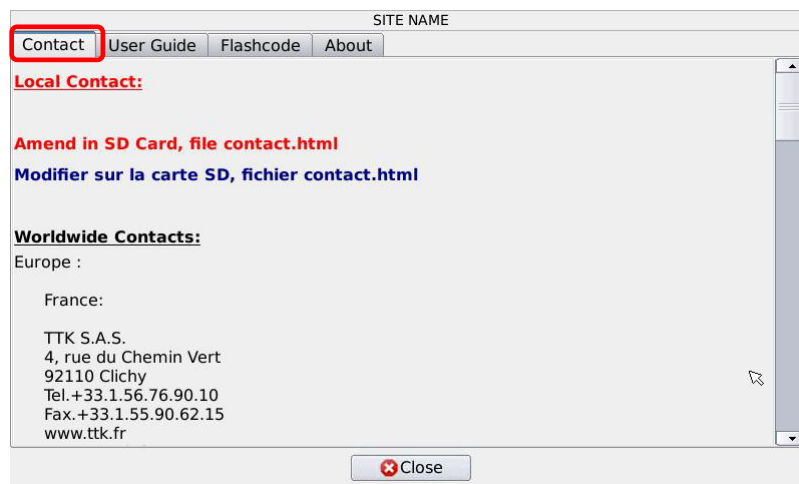 SITE NAME
Contact User Guide Flashcode About
Local Contact:
Amend in SD Card, file contact.html
Modifier sur la carte SD, fichier contact.html
Worldwide Contacts:
Europe :
France:
TTK S.A.S.
4, rue du Chemin Vert
92110 Clichy
Tel.+33.1.56.76.90.10
Fax.+33.1.55.90.62.15
www.ttk.fr
Close